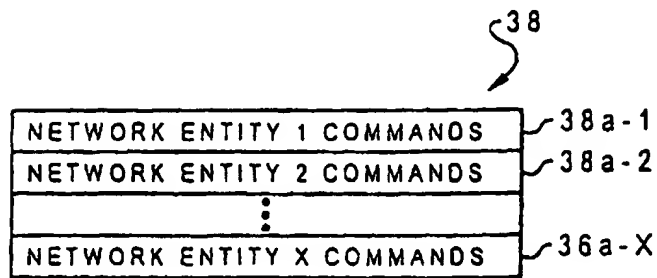 38
NETWORK ENTITY 1 COMMANDS 38a-1
NETWORK ENTITY 2 COMMANDS 38a-2
NETWORK ENTITY X COMMANDS 36a-X